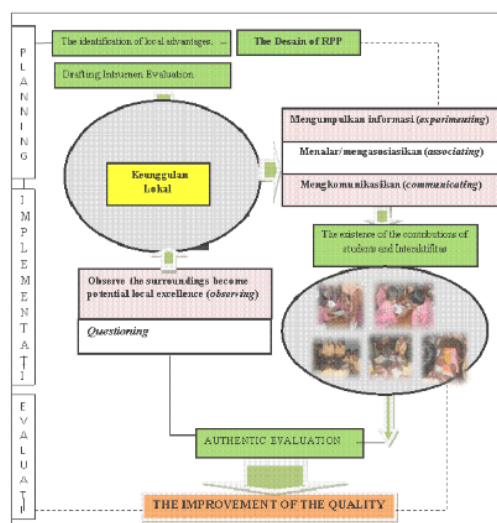 PLANNING
The identification of local advantages.
The Desain of RPP
Drafting Intrumen Evaluation
Mengumpulkan informasi (experimenting)
Menalar/mengasosiasikan (associating)
Mengkomunikasikan (communicating)
Keunggulan
Lokal
IMPLEMENTATI
The existence of the contributions of
students and Interaktifitas
Observe the surroundings become
potential local excellence (observing)
Questioning
EVALUATI
AUTHENTIC EVALUATION
THE IMPROVEMENT OF THE QUALITY